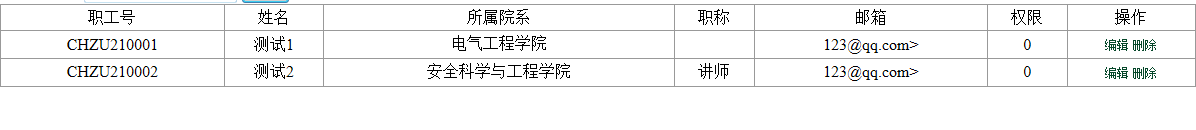 职工号 姓名 所属院系 职称 邮箱 权限 操作
CHZU210001 测试1 电气工程学院 123@qq.com> 0 编辑 删除
CHZU210002 测试2 安全科学与工程学院 讲师 123@qq.com> 0 编辑 删除